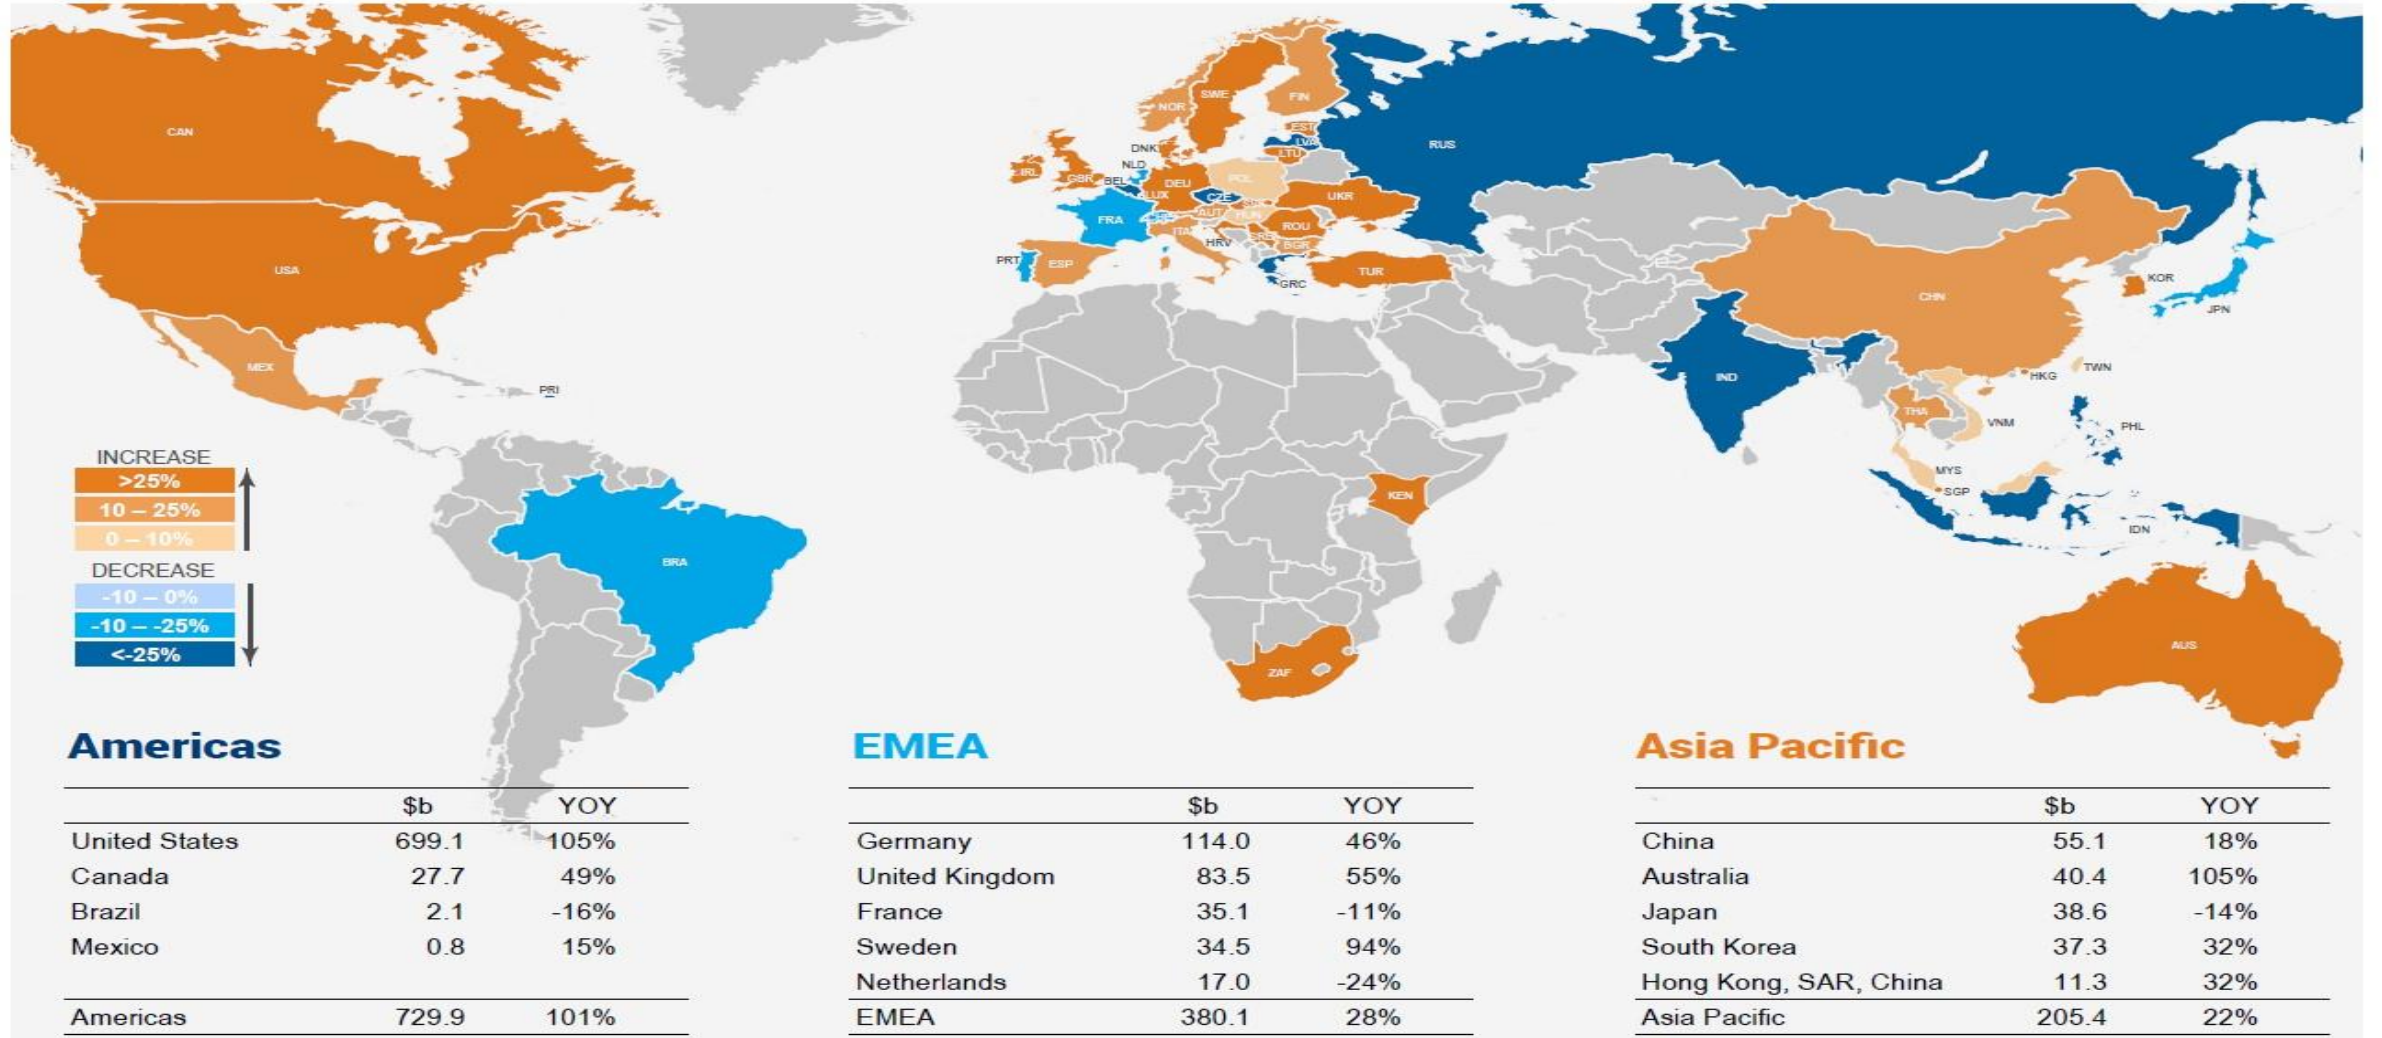 CAN
USA
MEX
PRI
BRA
NOR
SWE
FIN
EST
LVA
LTU
DNK
NLD
BEL
IRL
GBR
DEU
POL
LUX
CZE
UKR
FRA
AUT
HUN
ROU
ITA
HRV
BGR
PRT
ESP
GRC
TUR
RUS
CHN
KOR
JPN
IND
TWN
HKG
THA
VNM
PHL
MYS
SGP
IDN
KEN
ZAF
AUS
INCREASE
>25%
10 – 25%
0 – 10%
DECREASE
-10 – 0%
-10 – -25%
<-25%
Americas
$b YOY
United States 699.1 105%
Canada 27.7 49%
Brazil 2.1 -16%
Mexico 0.8 15%
Americas 729.9 101%
EMEA
$b YOY
Germany 114.0 46%
United Kingdom 83.5 55%
France 35.1 -11%
Sweden 34.5 94%
Netherlands 17.0 -24%
EMEA 380.1 28%
Asia Pacific
$b YOY
China 55.1 18%
Australia 40.4 105%
Japan 38.6 -14%
South Korea 37.3 32%
Hong Kong, SAR, China 11.3 32%
Asia Pacific 205.4 22%